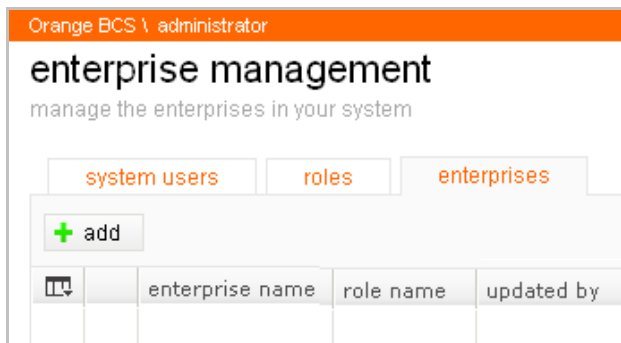 Orange BCS \ administrator
enterprise management
manage the enterprises in your system
system users roles enterprises
add
enterprise name role name updated by